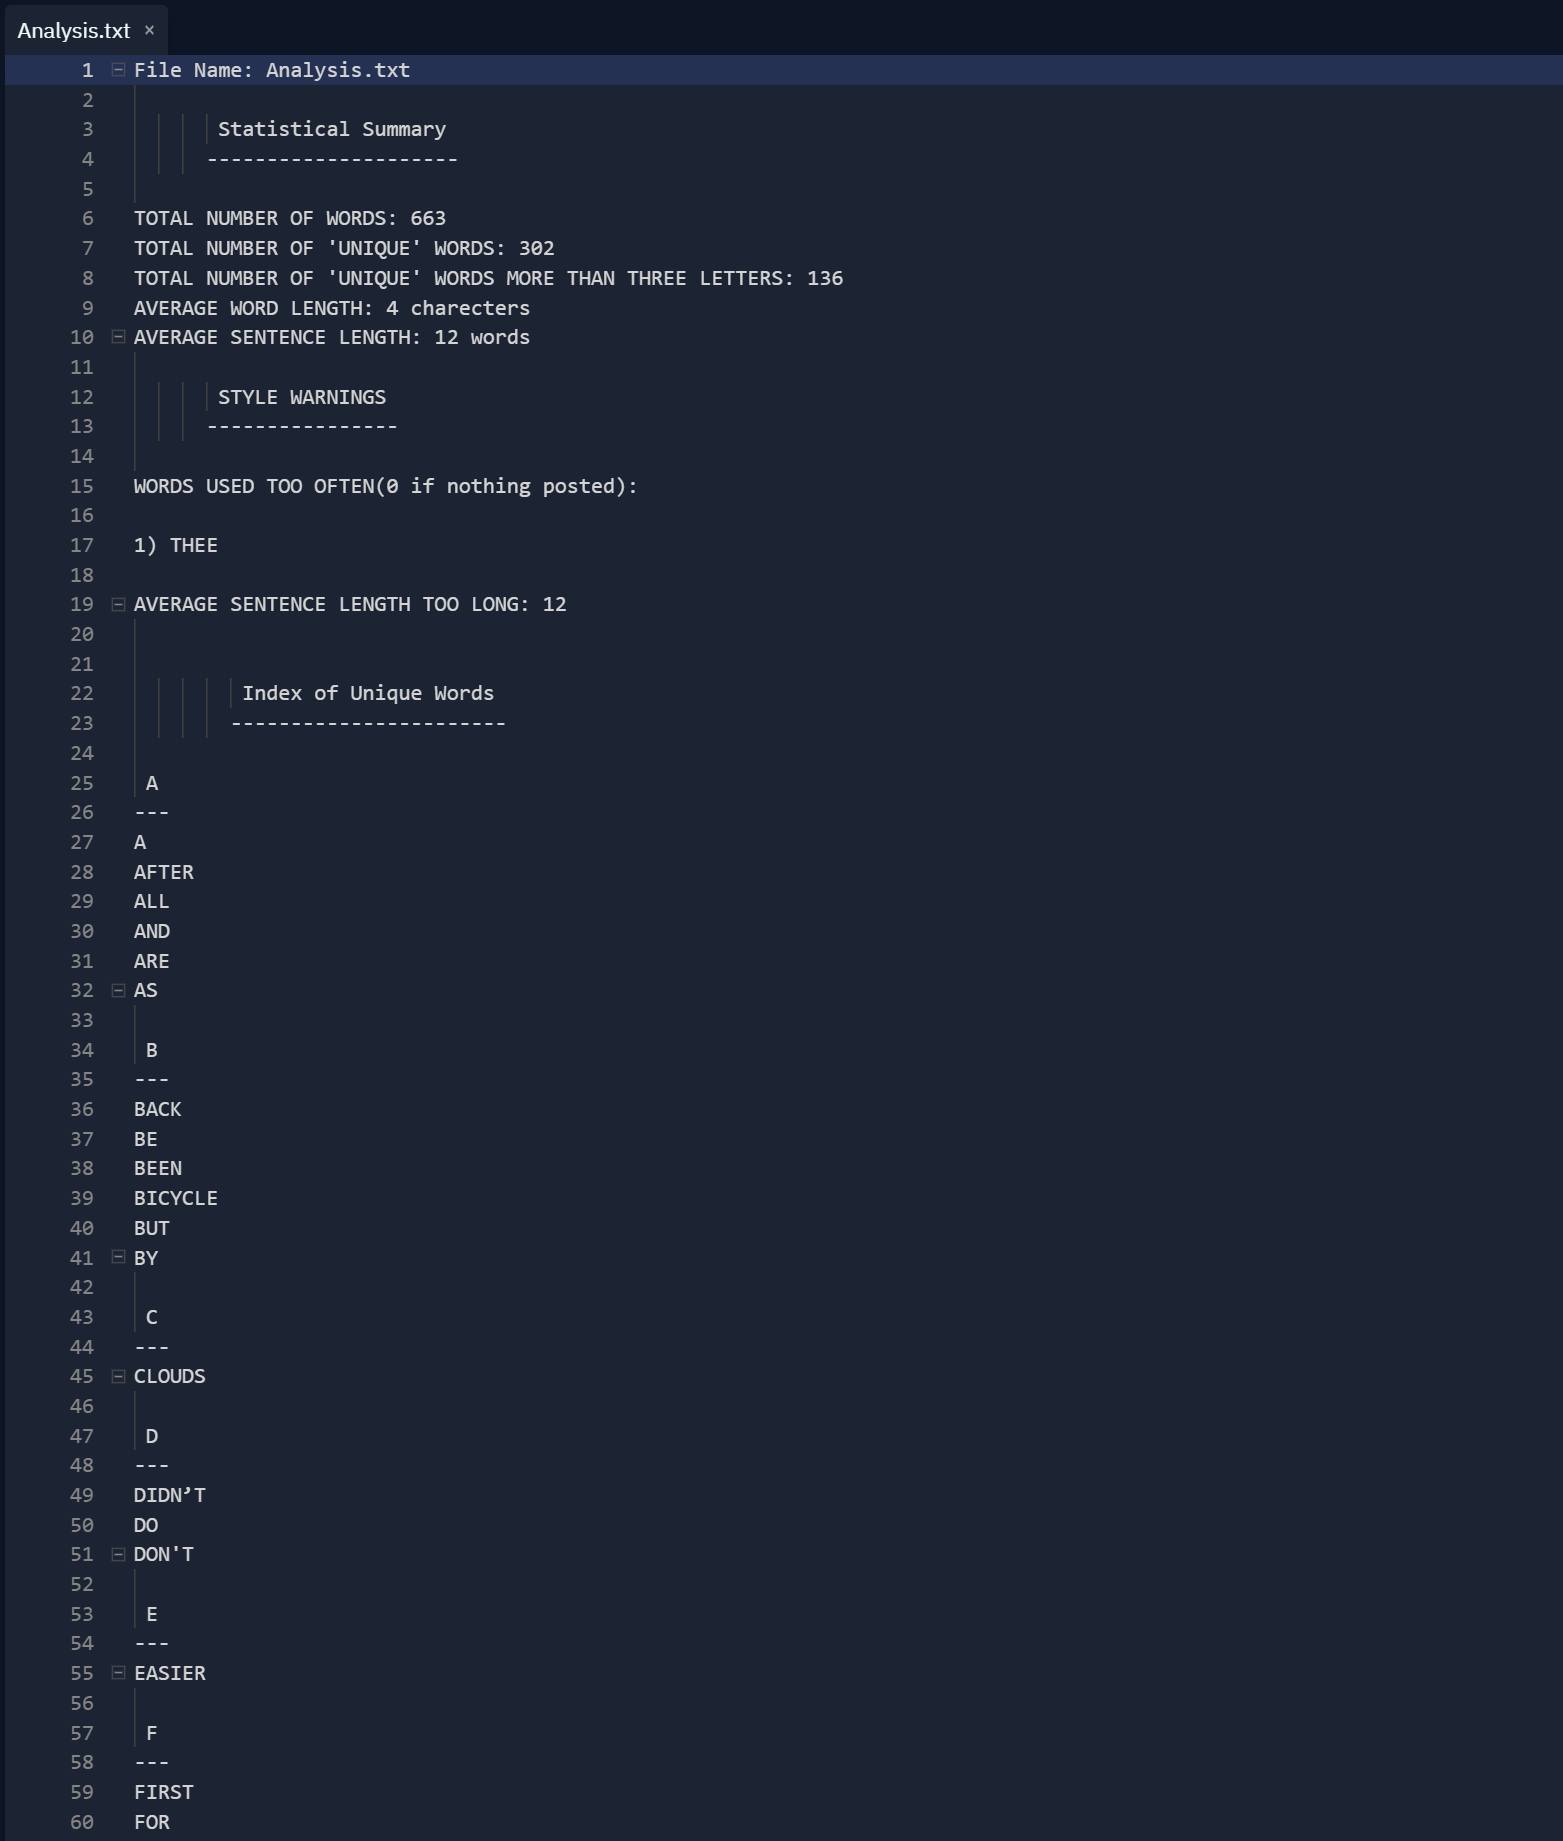 Analysis.txt ×
1 File Name: Analysis.txt
2
3 Statistical Summary
4 ---------------------
5
6 TOTAL NUMBER OF WORDS: 663
7 TOTAL NUMBER OF 'UNIQUE' WORDS: 302
8 TOTAL NUMBER OF 'UNIQUE' WORDS MORE THAN THREE LETTERS: 136
9 AVERAGE WORD LENGTH: 4 charecters
10 AVERAGE SENTENCE LENGTH: 12 words
11
12 STYLE WARNINGS
13 ----------------
14
15 WORDS USED TOO OFTEN(0 if nothing posted):
16
17 1) THEE
18
19 AVERAGE SENTENCE LENGTH TOO LONG: 12
20
21
22 Index of Unique Words
23 -----------------------
24
25 A
26 ---
27 A
28 AFTER
29 ALL
30 AND
31 ARE
32 AS
33
34 B
35 ---
36 BACK
37 BE
38 BEEN
39 BICYCLE
40 BUT
41 BY
42
43 C
44 ---
45 CLOUDS
46
47 D
48 ---
49 DIDN’T
50 DO
51 DON'T
52
53 E
54 ---
55 EASIER
56
57 F
58 ---
59 FIRST
60 FOR